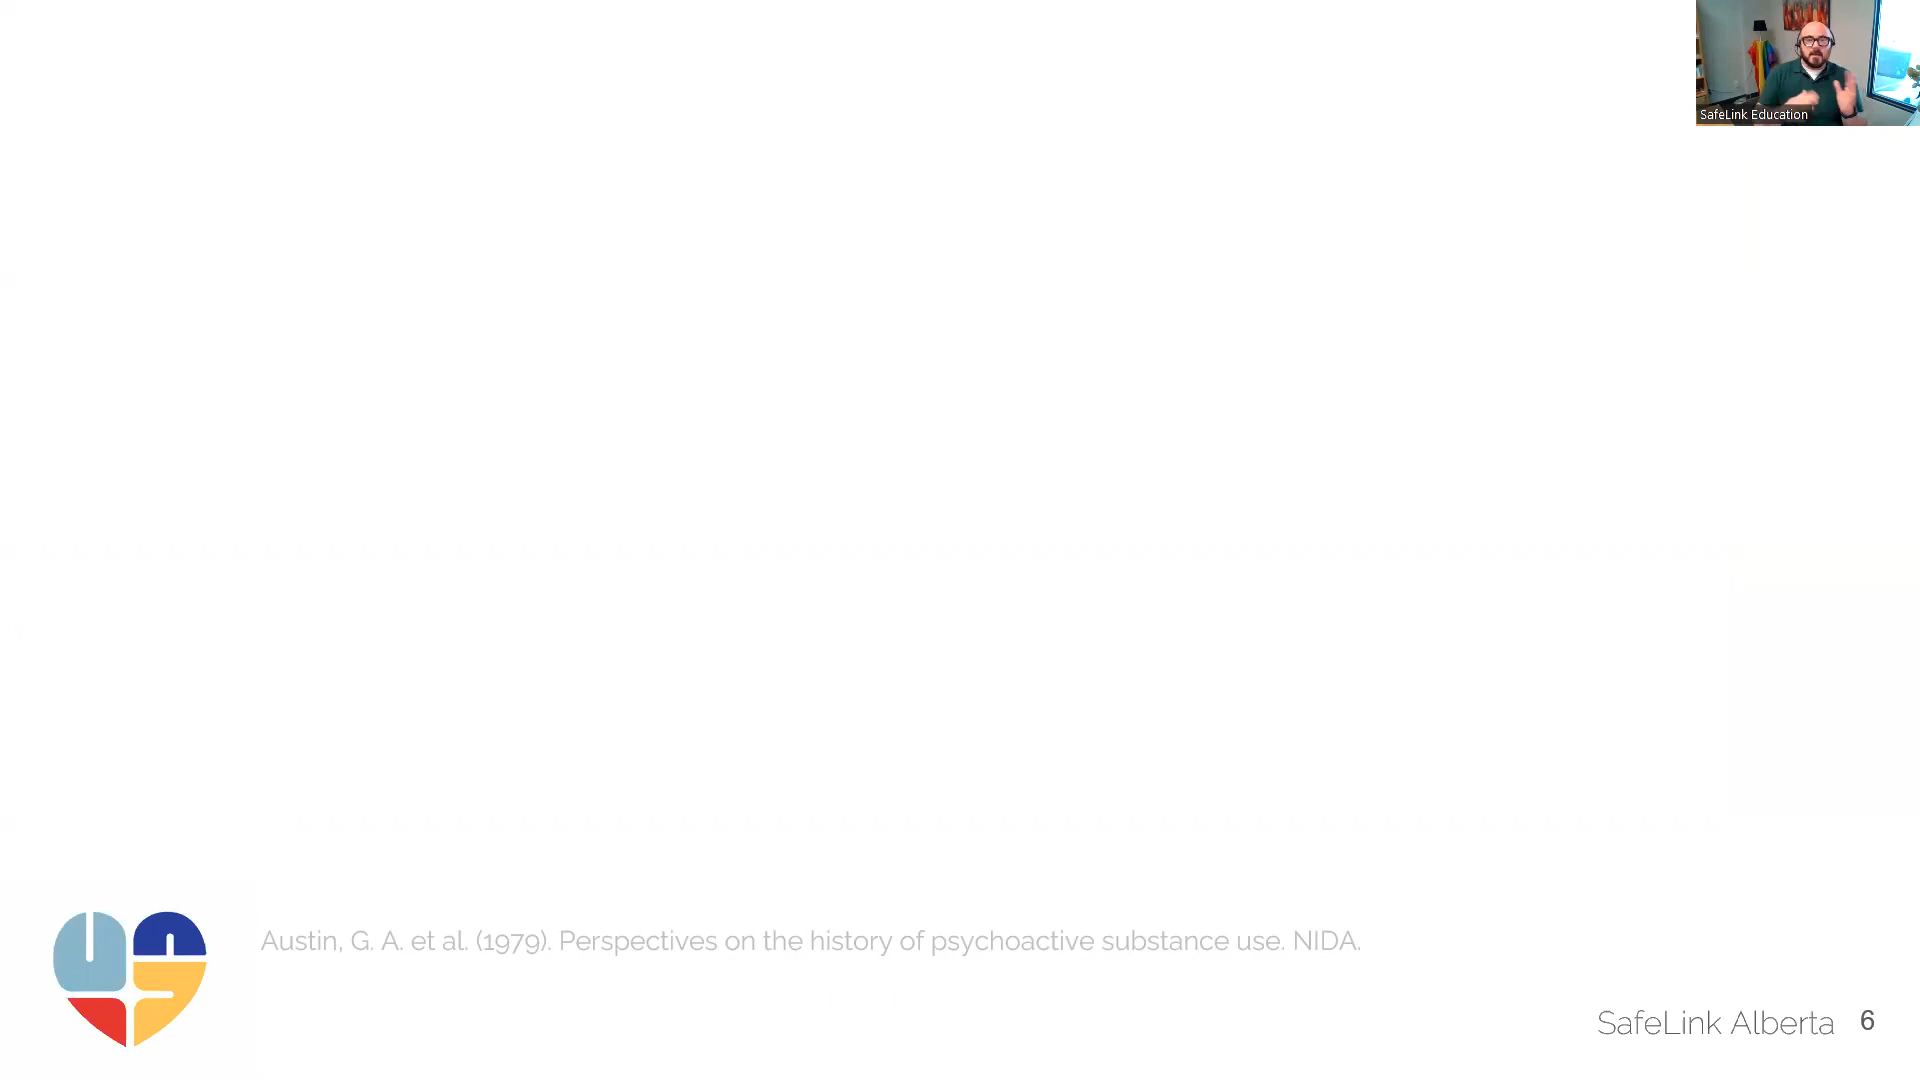 SafeLink Education
Austin, G. A. et al. (1979). Perspectives on the history of psychoactive substance use. NIDA.
SafeLink Alberta 6